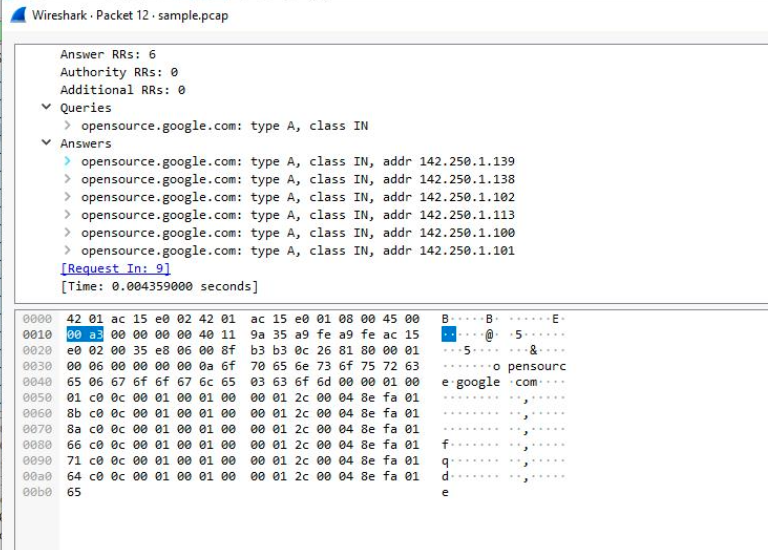 Wireshark · Packet 12 · sample.pcap
Answer RRs: 6
Authority RRs: 0
Additional RRs: 0
Queries
opensource.google.com: type A, class IN
Answers
opensource.google.com: type A, class IN, addr 142.250.1.139
opensource.google.com: type A, class IN, addr 142.250.1.138
opensource.google.com: type A, class IN, addr 142.250.1.102
opensource.google.com: type A, class IN, addr 142.250.1.113
opensource.google.com: type A, class IN, addr 142.250.1.100
opensource.google.com: type A, class IN, addr 142.250.1.101
[Request In: 9]
[Time: 0.004359000 seconds]
0000 42 01 ac 15 e0 02 42 01 ac 15 e0 01 08 00 45 00 B·····B· ······E·
0010 00 a3 00 00 00 00 40 11 9a 35 a9 fe a9 fe ac 15 ······@· ·5······
0020 e0 02 00 35 e8 06 00 8f b3 b3 0c 26 81 80 00 01 ···5···· ···&····
0030 00 06 00 00 00 00 0a 6f 70 65 6e 73 6f 75 72 63 ·······o pensourc
0040 65 06 67 6f 6f 67 6c 65 03 63 6f 6d 00 00 01 00 e·google ·com····
0050 01 c0 0c 00 01 00 01 00 00 01 2c 00 04 8e fa 01 ········ ··,·····
0060 8b c0 0c 00 01 00 01 00 00 01 2c 00 04 8e fa 01 ········ ··,·····
0070 8a c0 0c 00 01 00 01 00 00 01 2c 00 04 8e fa 01 ········ ··,·····
0080 66 c0 0c 00 01 00 01 00 00 01 2c 00 04 8e fa 01 f······· ··,·····
0090 71 c0 0c 00 01 00 01 00 00 01 2c 00 04 8e fa 01 q······· ··,·····
00a0 64 c0 0c 00 01 00 01 00 00 01 2c 00 04 8e fa 01 d······· ··,·····
00b0 65 e